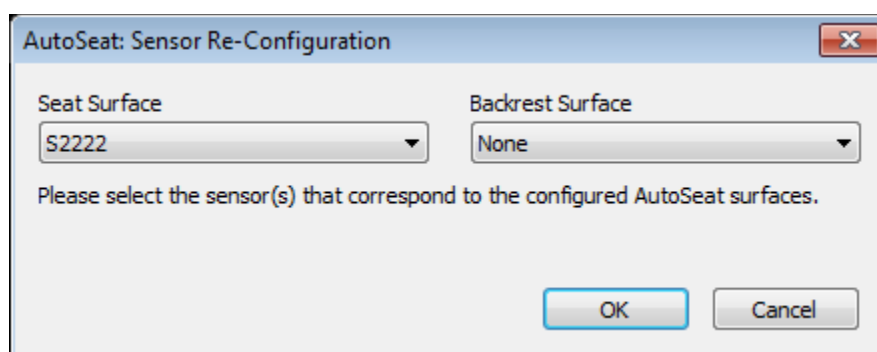 AutoSeat: Sensor Re-Configuration
Seat Surface
Backrest Surface
S2222
None
Please select the sensor(s) that correspond to the configured AutoSeat surfaces.
OK
Cancel